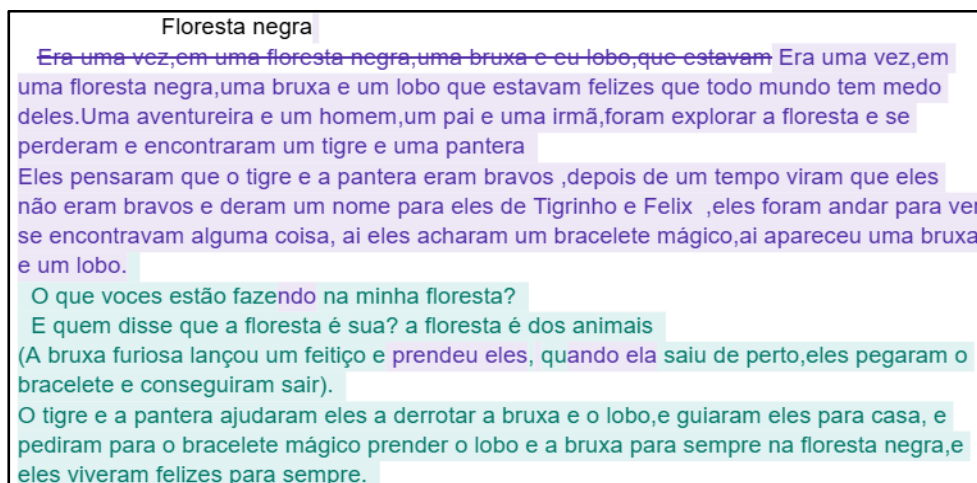 Floresta negra
Era uma vez,em uma floresta negra,uma bruxa e eu lobo,que estavam Era uma vez,em
uma floresta negra,uma bruxa e um lobo que estavam felizes que todo mundo tem medo
deles.Uma aventureira e um homem,um pai e uma irmã,foram explorar a floresta e se
perderam e encontraram um tigre e uma pantera
Eles pensaram que o tigre e a pantera eram bravos ,depois de um tempo viram que eles
não eram bravos e deram um nome para eles de Tigrinho e Felix ,eles foram andar para ver
se encontravam alguma coisa, ai eles acharam um bracelete mágico,ai apareceu uma bruxa
e um lobo.
O que voces estão fazendo na minha floresta?
E quem disse que a floresta é sua? a floresta é dos animais
(A bruxa furiosa lançou um feitiço e prendeu eles, quando ela saiu de perto,eles pegaram o
bracelete e conseguiram sair).
O tigre e a pantera ajudaram eles a derrotar a bruxa e o lobo,e guiaram eles para casa, e
pediram para o bracelete mágico prender o lobo e a bruxa para sempre na floresta negra,e
eles viveram felizes para sempre.